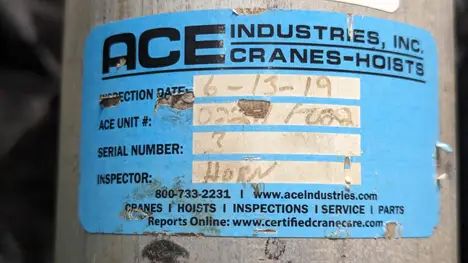 ACE INDUSTRIES, INC.
CRANES-HOISTS
INSPECTION DATE: 6-13-19
ACE UNIT #:
SERIAL NUMBER: ?
INSPECTOR: HORN
800-733-2231 | www.aceindustries.com
CRANES | HOISTS | INSPECTIONS | SERVICE | PARTS
Reports Online: www.certifiedcranecare.com